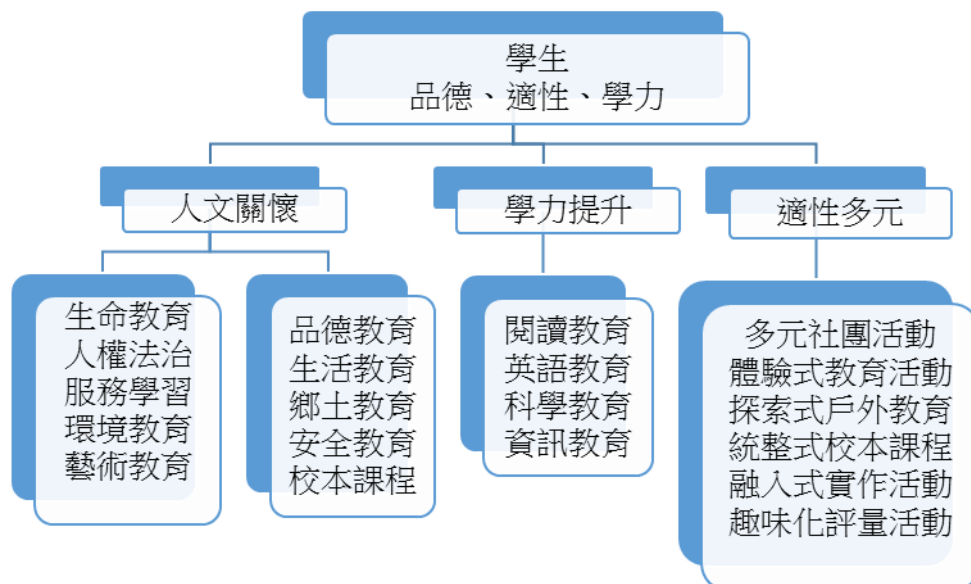 學生
品德、適性、學力
人文關懷
學力提升
適性多元
生命教育
人權法治
服務學習
環境教育
藝術教育
品德教育
生活教育
鄉土教育
安全教育
校本課程
閱讀教育
英語教育
科學教育
資訊教育
多元社團活動
體驗式教育活動
探索式戶外教育
統整式校本課程
融入式實作活動
趣味化評量活動